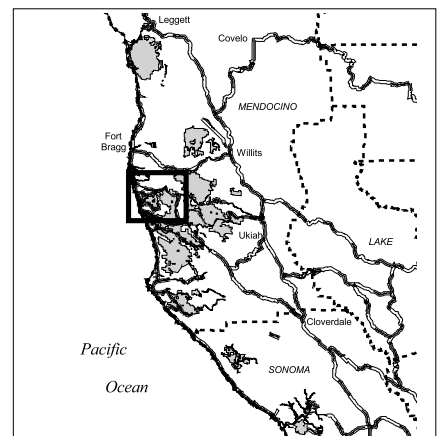 Leggett
Covelo
MENDOCINO
Fort
Bragg
Willits
Ukiah
LAKE
Cloverdale
Pacific
Ocean
SONOMA